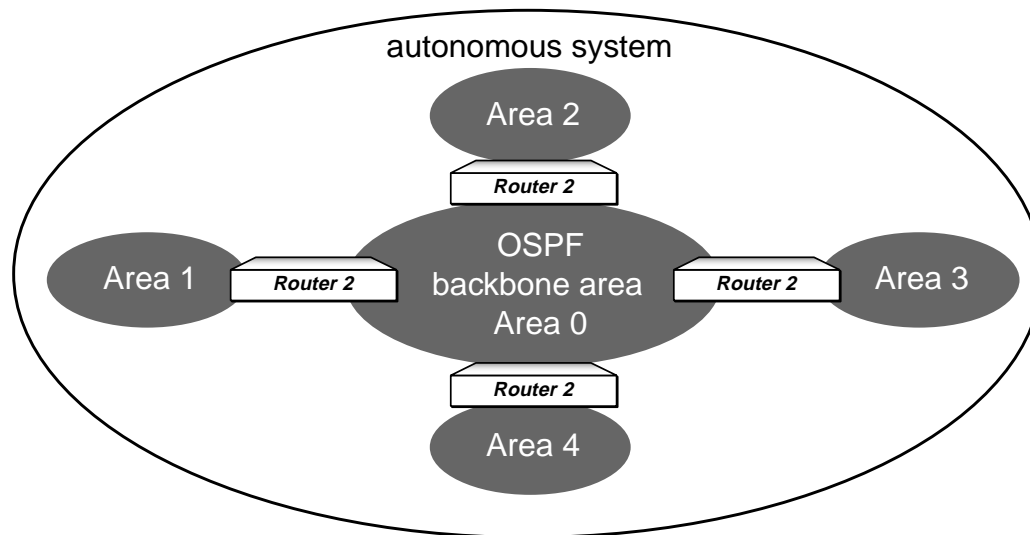 autonomous system
Area 2
Router 2
OSPF
backbone area
Area 0
Area 1
Router 2
Router 2
Area 3
Router 2
Area 4